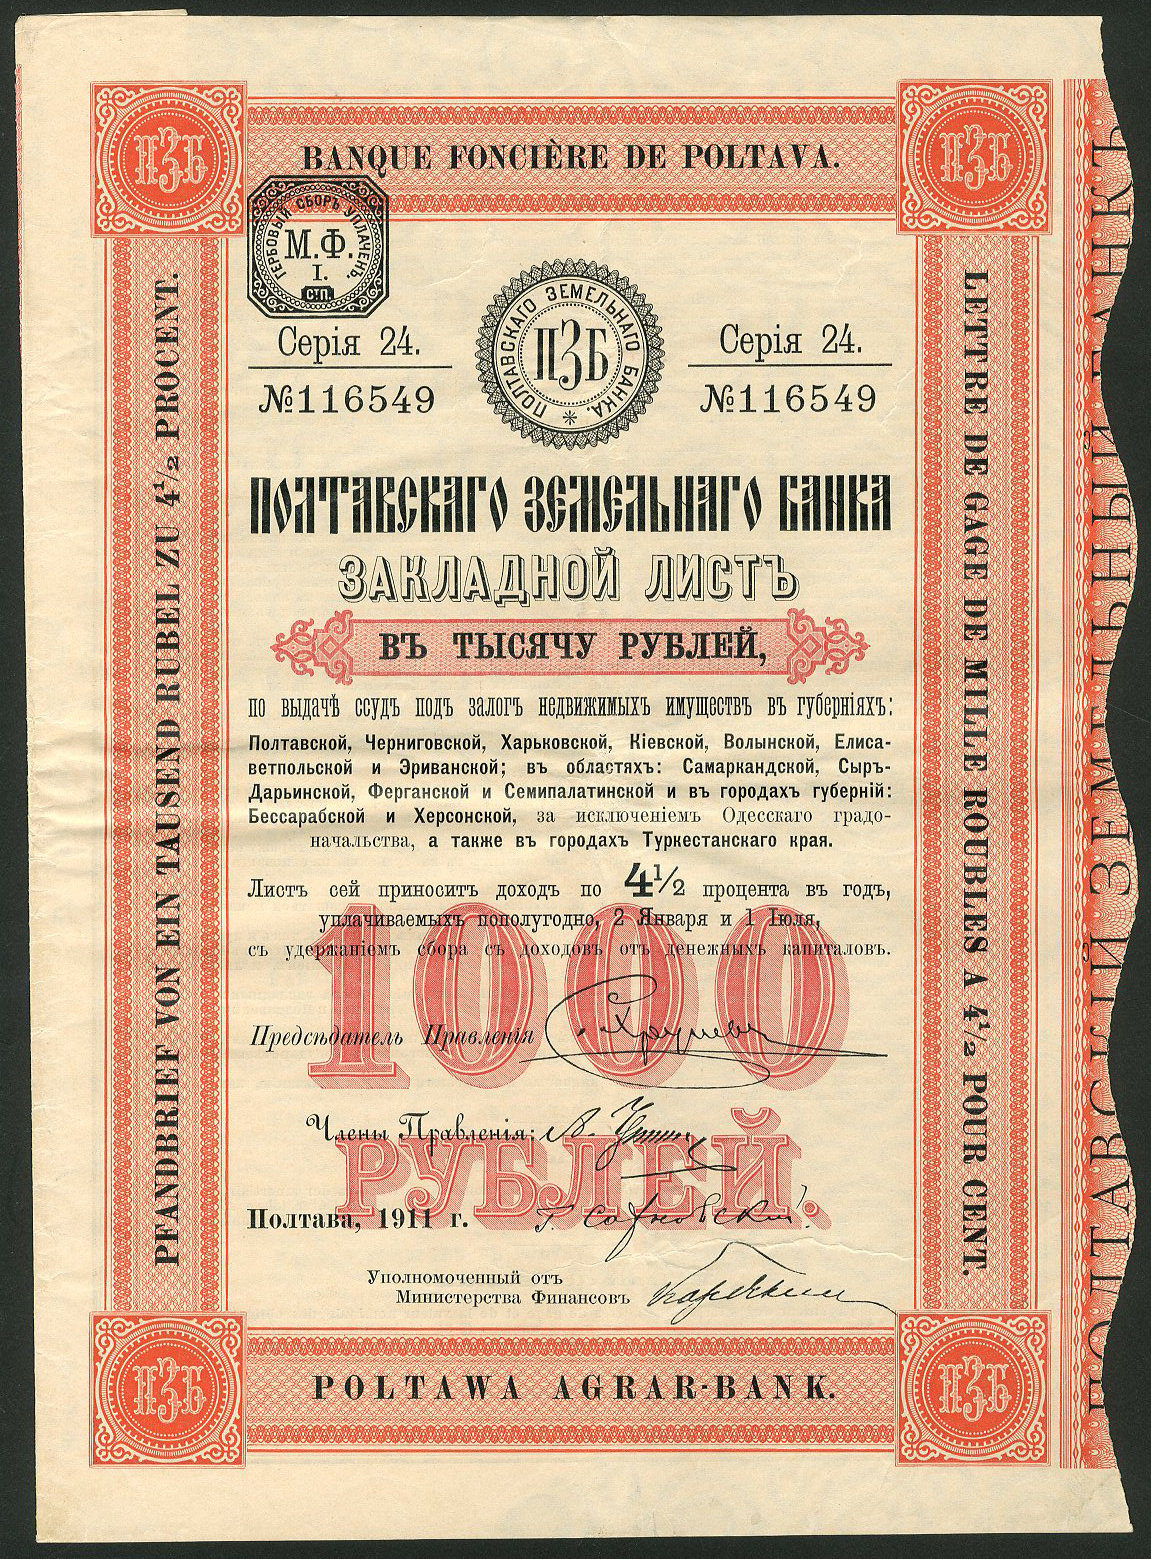 BANQUE FONCIÈRE DE POLTAVA.
ПЗБ
ПЗБ
ГЕРБОВЫЙ СБОРЪ УПЛАЧЕНЪ.
М.Ф.
I.
С-П.
Серія 24.
№116549
ПОЛТАВСКАГО ЗЕМЕЛЬНАГО БАНКА.
ПЗБ
Серія 24.
№116549
ПОЛТАВСКАГО ЗЕМЕЛЬНАГО БАНКА
ЗАКЛАДНОЙ ЛИСТЪ
ВЪ ТЫСЯЧУ РУБЛЕЙ,
по выдачѣ ссудъ подъ залогъ недвижимыхъ имуществъ въ губерніяхъ:
Полтавской, Черниговской, Харьковской, Кіевской, Волынской, Елиса-
ветпольской и Эриванской; въ областяхъ: Самаркандской, Сыръ-
Дарьинской, Ферганской и Семипалатинской и въ городахъ губерній:
Бессарабской и Херсонской, за исключеніемъ Одесскаго градо-
начальства, а также въ городахъ Туркестанскаго края.
Листъ сей приноситъ доходъ по 4½ процента въ годъ,
уплачиваемыхъ пополугодно, 2 Января и 1 Іюля,
съ удержаніемъ сбора съ доходовъ отъ денежныхъ капиталовъ.
1000
РУБЛЕЙ.
Предсѣдатель Правленія
Члены Правленія:
Полтава, 1911 г.
Уполномоченный отъ
Министерства Финансовъ
PFANDBRIEF VON EIN TAUSEND RUBEL ZU 4½ PROCENT.
LETTRE DE GAGE DE MILLE ROUBLES A 4½ POUR CENT.
ПОЛТАВСКІЙ ЗЕМЕЛЬНЫЙ БАНКЪ
ПЗБ
POLTAWA AGRAR-BANK.
ПЗБ